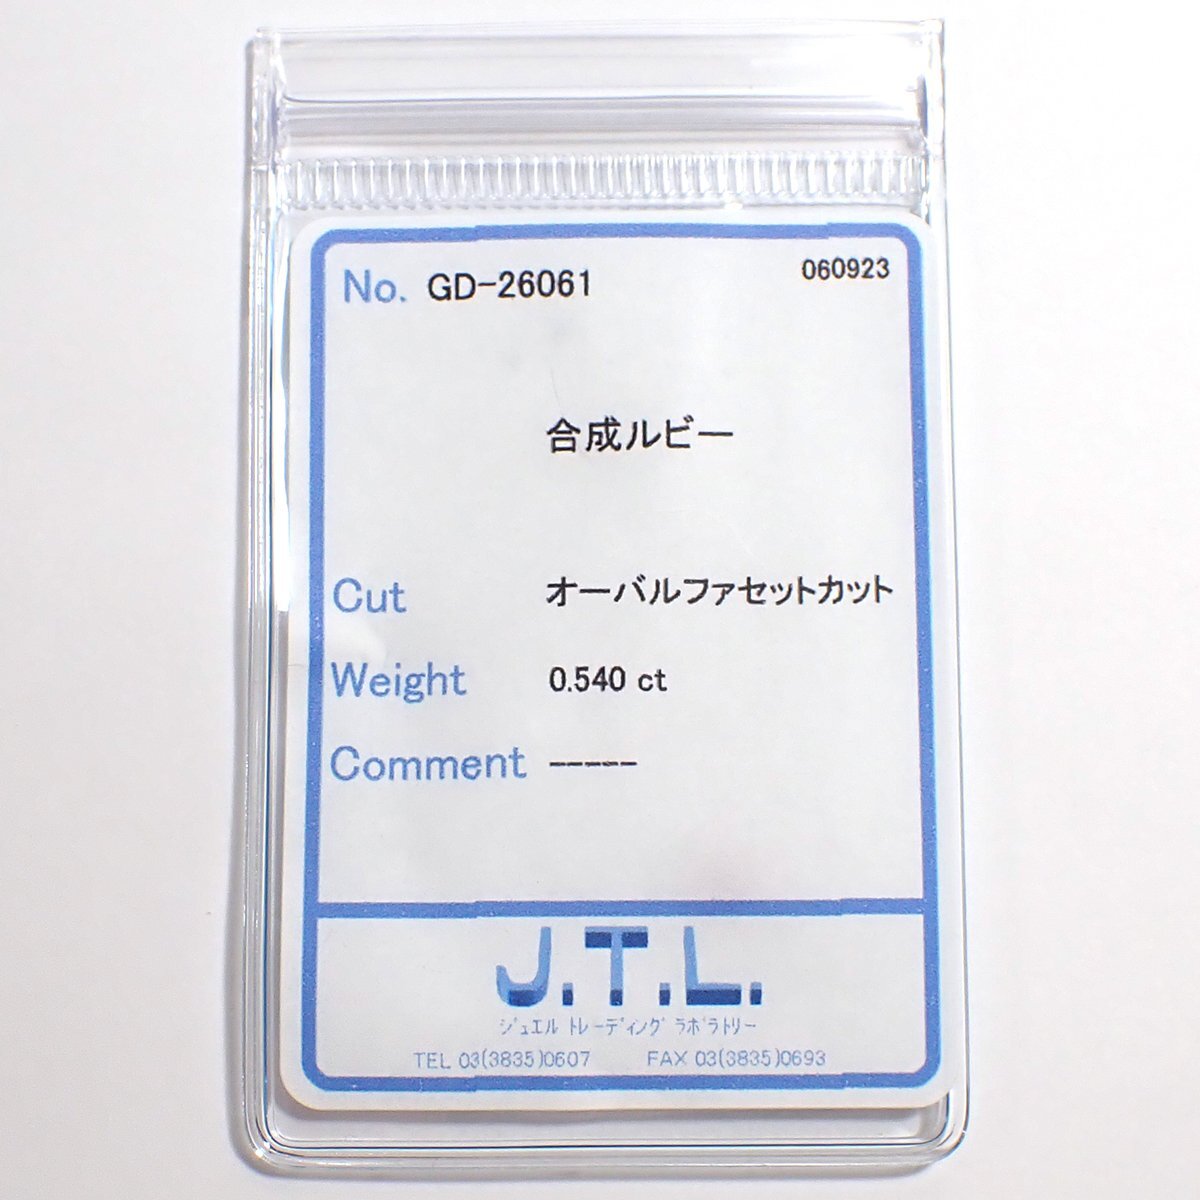 No. GD-26061 060923
合成ルビー
Cut オーバルファセットカット
Weight 0.540 ct
Comment -----
J.T.L.
ｼﾞｭｴﾙ ﾄﾚｰﾃﾞｨﾝｸﾞ ﾗﾎﾞﾗﾄﾘｰ
TEL 03(3835)0607 FAX 03(3835)0693